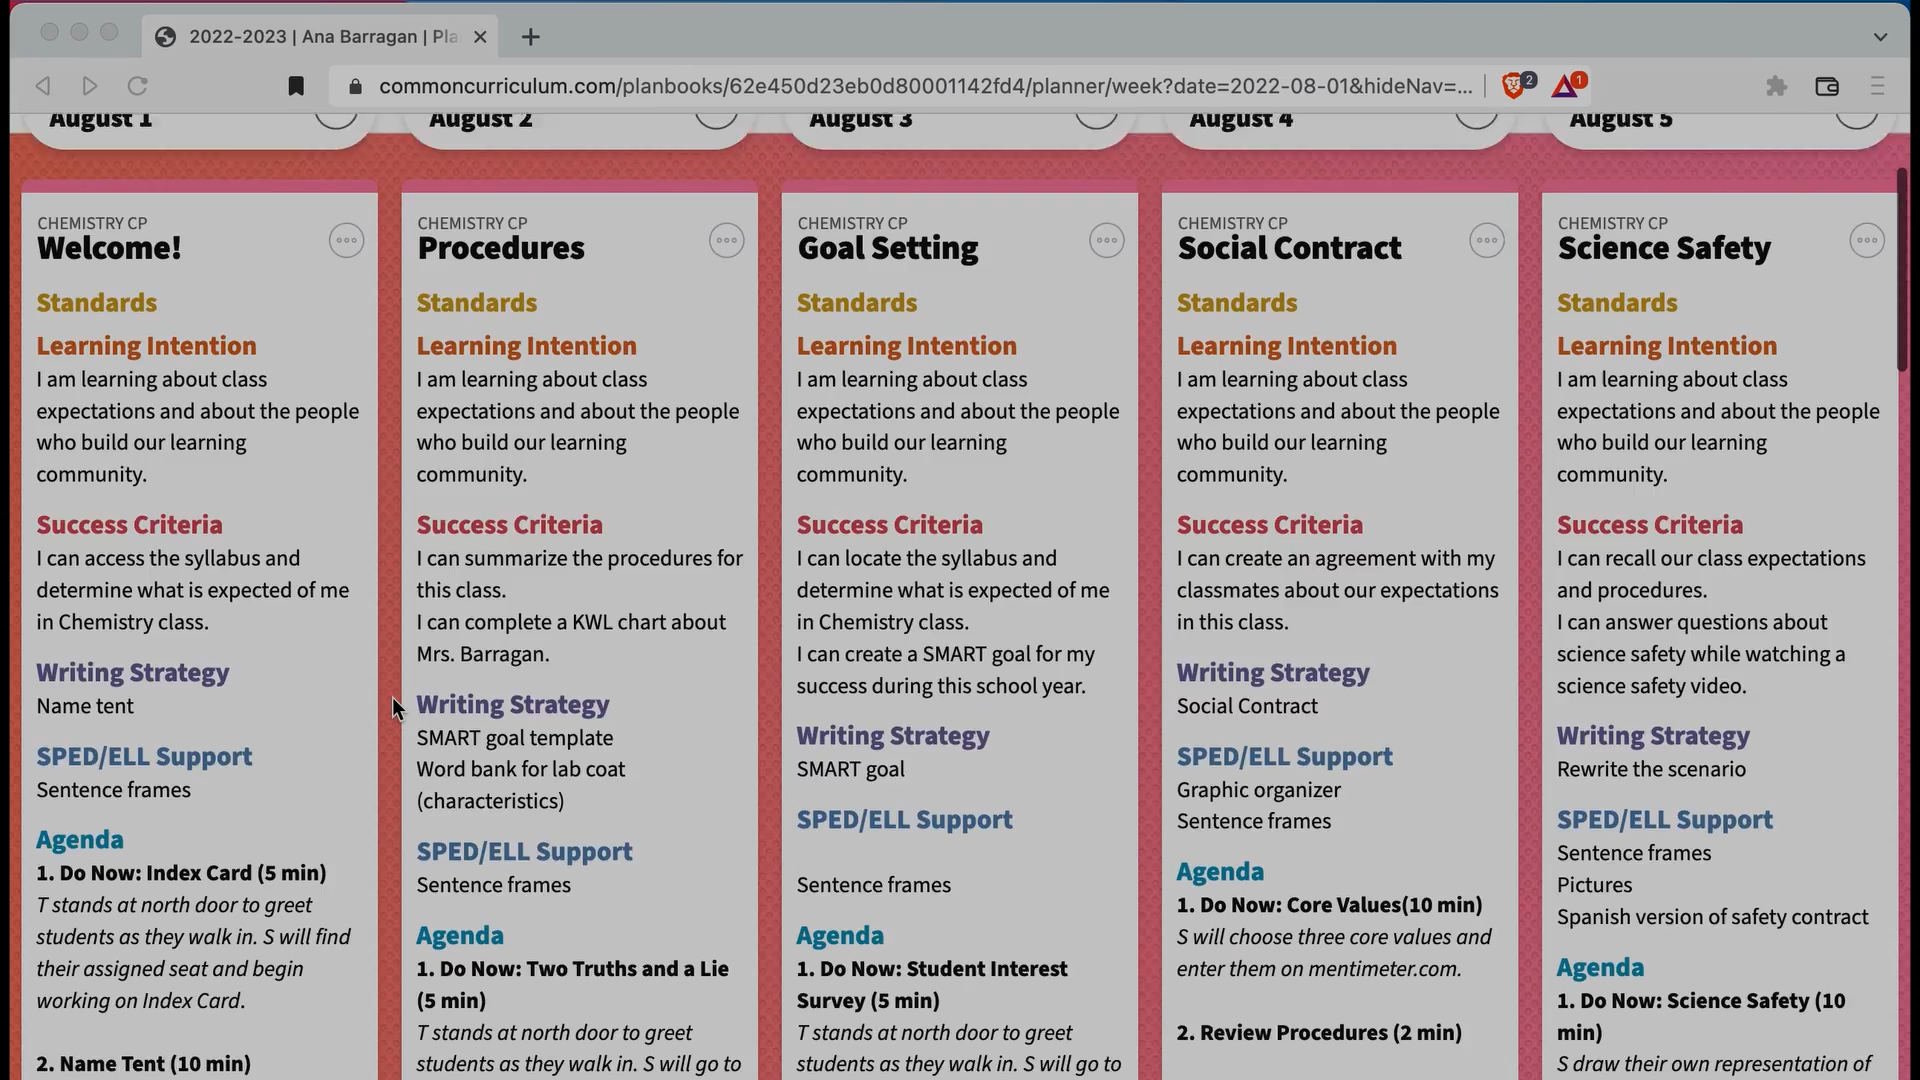 2022-2023 | Ana Barragan | Pla
commoncurriculum.com/planbooks/62e450d23eb0d80001142fd4/planner/week?date=2022-08-01&hideNav=...
2
1
August 1
August 2
August 3
August 4
August 5
CHEMISTRY CP
Welcome!
Standards
Learning Intention
I am learning about class
expectations and about the people
who build our learning
community.
Success Criteria
I can access the syllabus and
determine what is expected of me
in Chemistry class.
Writing Strategy
Name tent
SPED/ELL Support
Sentence frames
Agenda
1. Do Now: Index Card (5 min)
T stands at north door to greet
students as they walk in. S will find
their assigned seat and begin
working on Index Card.
2. Name Tent (10 min)
CHEMISTRY CP
Procedures
Standards
Learning Intention
I am learning about class
expectations and about the people
who build our learning
community.
Success Criteria
I can summarize the procedures for
this class.
I can complete a KWL chart about
Mrs. Barragan.
Writing Strategy
SMART goal template
Word bank for lab coat
(characteristics)
SPED/ELL Support
Sentence frames
Agenda
1. Do Now: Two Truths and a Lie
(5 min)
T stands at north door to greet
students as they walk in. S will go to
CHEMISTRY CP
Goal Setting
Standards
Learning Intention
I am learning about class
expectations and about the people
who build our learning
community.
Success Criteria
I can locate the syllabus and
determine what is expected of me
in Chemistry class.
I can create a SMART goal for my
success during this school year.
Writing Strategy
SMART goal
SPED/ELL Support
Sentence frames
Agenda
1. Do Now: Student Interest
Survey (5 min)
T stands at north door to greet
students as they walk in. S will go to
CHEMISTRY CP
Social Contract
Standards
Learning Intention
I am learning about class
expectations and about the people
who build our learning
community.
Success Criteria
I can create an agreement with my
classmates about our expectations
in this class.
Writing Strategy
Social Contract
SPED/ELL Support
Graphic organizer
Sentence frames
Agenda
1. Do Now: Core Values(10 min)
S will choose three core values and
enter them on mentimeter.com.
2. Review Procedures (2 min)
CHEMISTRY CP
Science Safety
Standards
Learning Intention
I am learning about class
expectations and about the people
who build our learning
community.
Success Criteria
I can recall our class expectations
and procedures.
I can answer questions about
science safety while watching a
science safety video.
Writing Strategy
Rewrite the scenario
SPED/ELL Support
Sentence frames
Pictures
Spanish version of safety contract
Agenda
1. Do Now: Science Safety (10
min)
S draw their own representation of